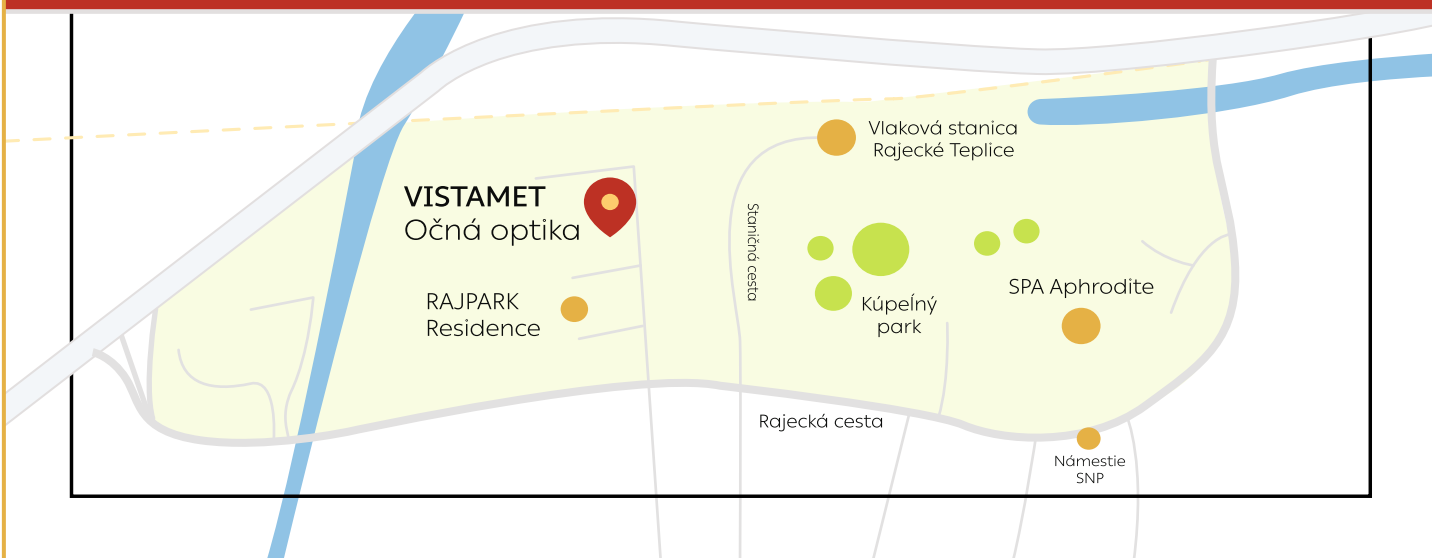 Vlaková stanica
Rajecké Teplice
VISTAMET
Očná optika
Staničná cesta
RAJPARK
Residence
Kúpeľný
park
SPA Aphrodite
Rajecká cesta
Námestie
SNP